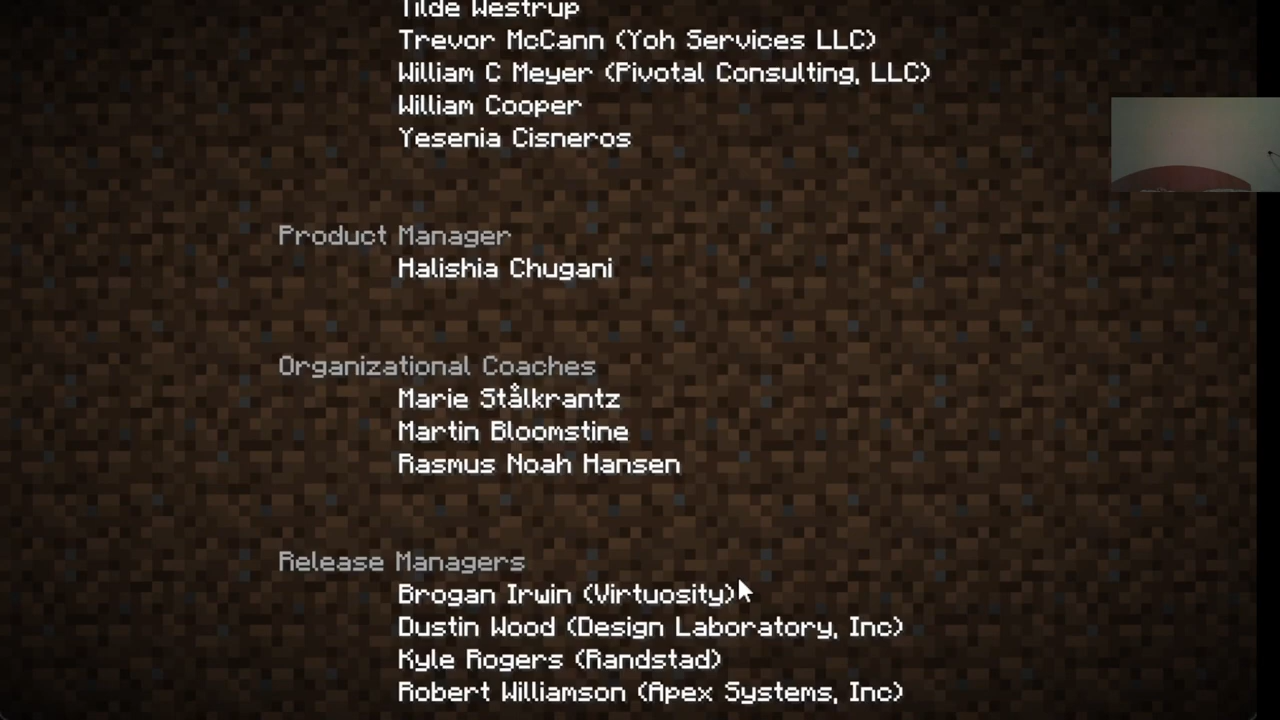 Tilde Westrup
Trevor McCann (Yoh Services LLC)
William C Meyer (Pivotal Consulting, LLC)
William Cooper
Yesenia Cisneros
Product Manager
Halishia Chugani
Organizational Coaches
Marie Stålkrantz
Martin Bloomstine
Rasmus Noah Hansen
Release Managers
Brogan Irwin (Virtuosity)
Dustin Wood (Design Laboratory, Inc)
Kyle Rogers (Randstad)
Robert Williamson (Apex Systems, Inc)